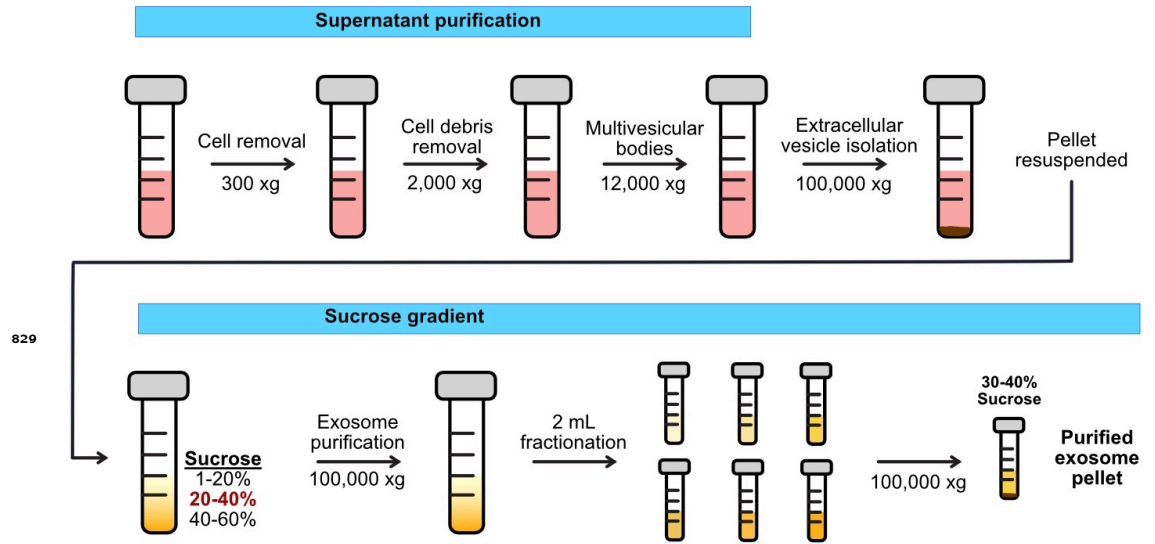 Supernatant purification
Cell removal
300 xg
Cell debris
removal
2,000 xg
Multivesicular
bodies
12,000 xg
Extracellular
vesicle isolation
100,000 xg
Pellet
resuspended
829
Sucrose gradient
Sucrose
1-20%
20-40%
40-60%
Exosome
purification
100,000 xg
2 mL
fractionation
100,000 xg
30-40%
Sucrose
Purified
exosome
pellet